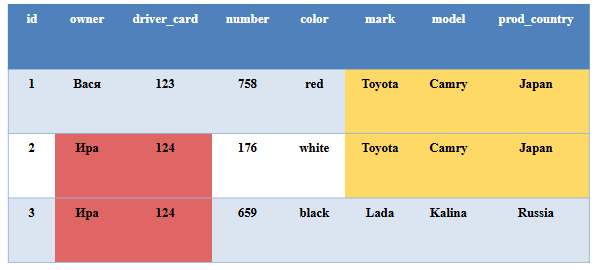 id owner driver_card number color mark model prod_country
1 Вася 123 758 red Toyota Camry Japan
2 Ира 124 176 white Toyota Camry Japan
3 Ира 124 659 black Lada Kalina Russia